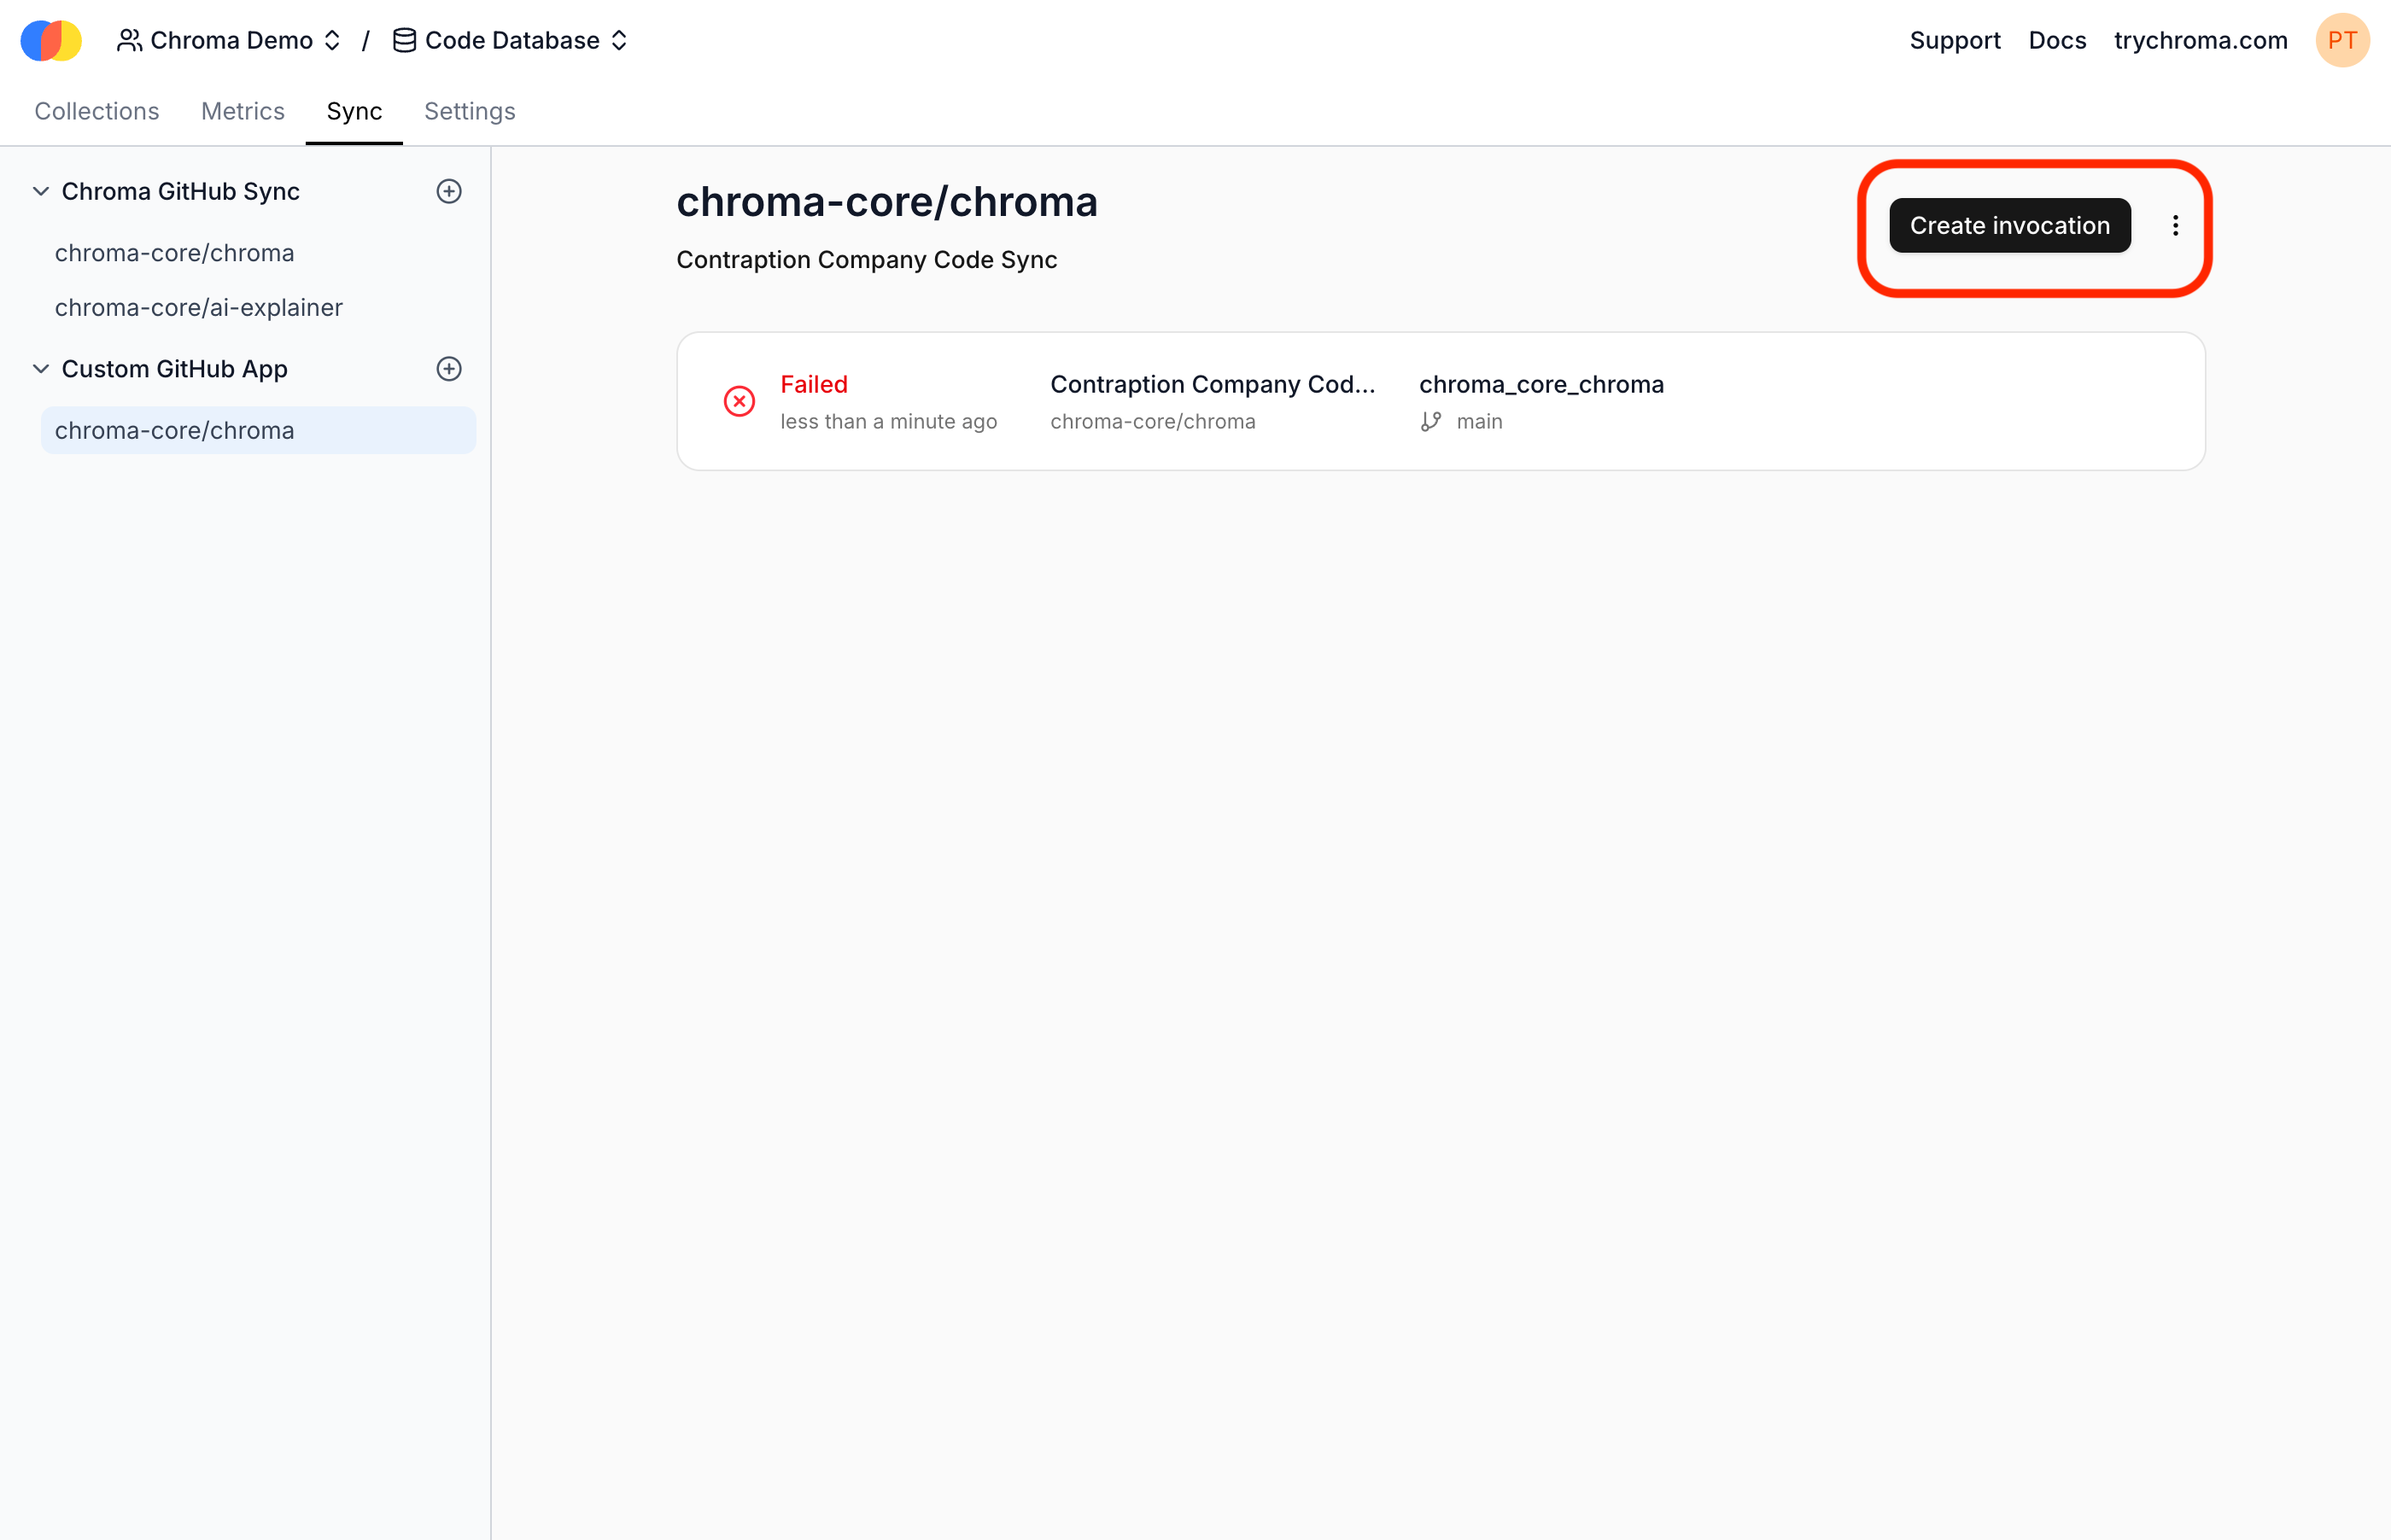 Chroma Demo / Code Database
Support Docs trychroma.com PT
Collections Metrics Sync Settings
Chroma GitHub Sync
chroma-core/chroma
chroma-core/ai-explainer
Custom GitHub App
chroma-core/chroma
chroma-core/chroma
Contraption Company Code Sync
Create invocation
Failed
less than a minute ago
Contraption Company Cod...
chroma-core/chroma
chroma_core_chroma
main